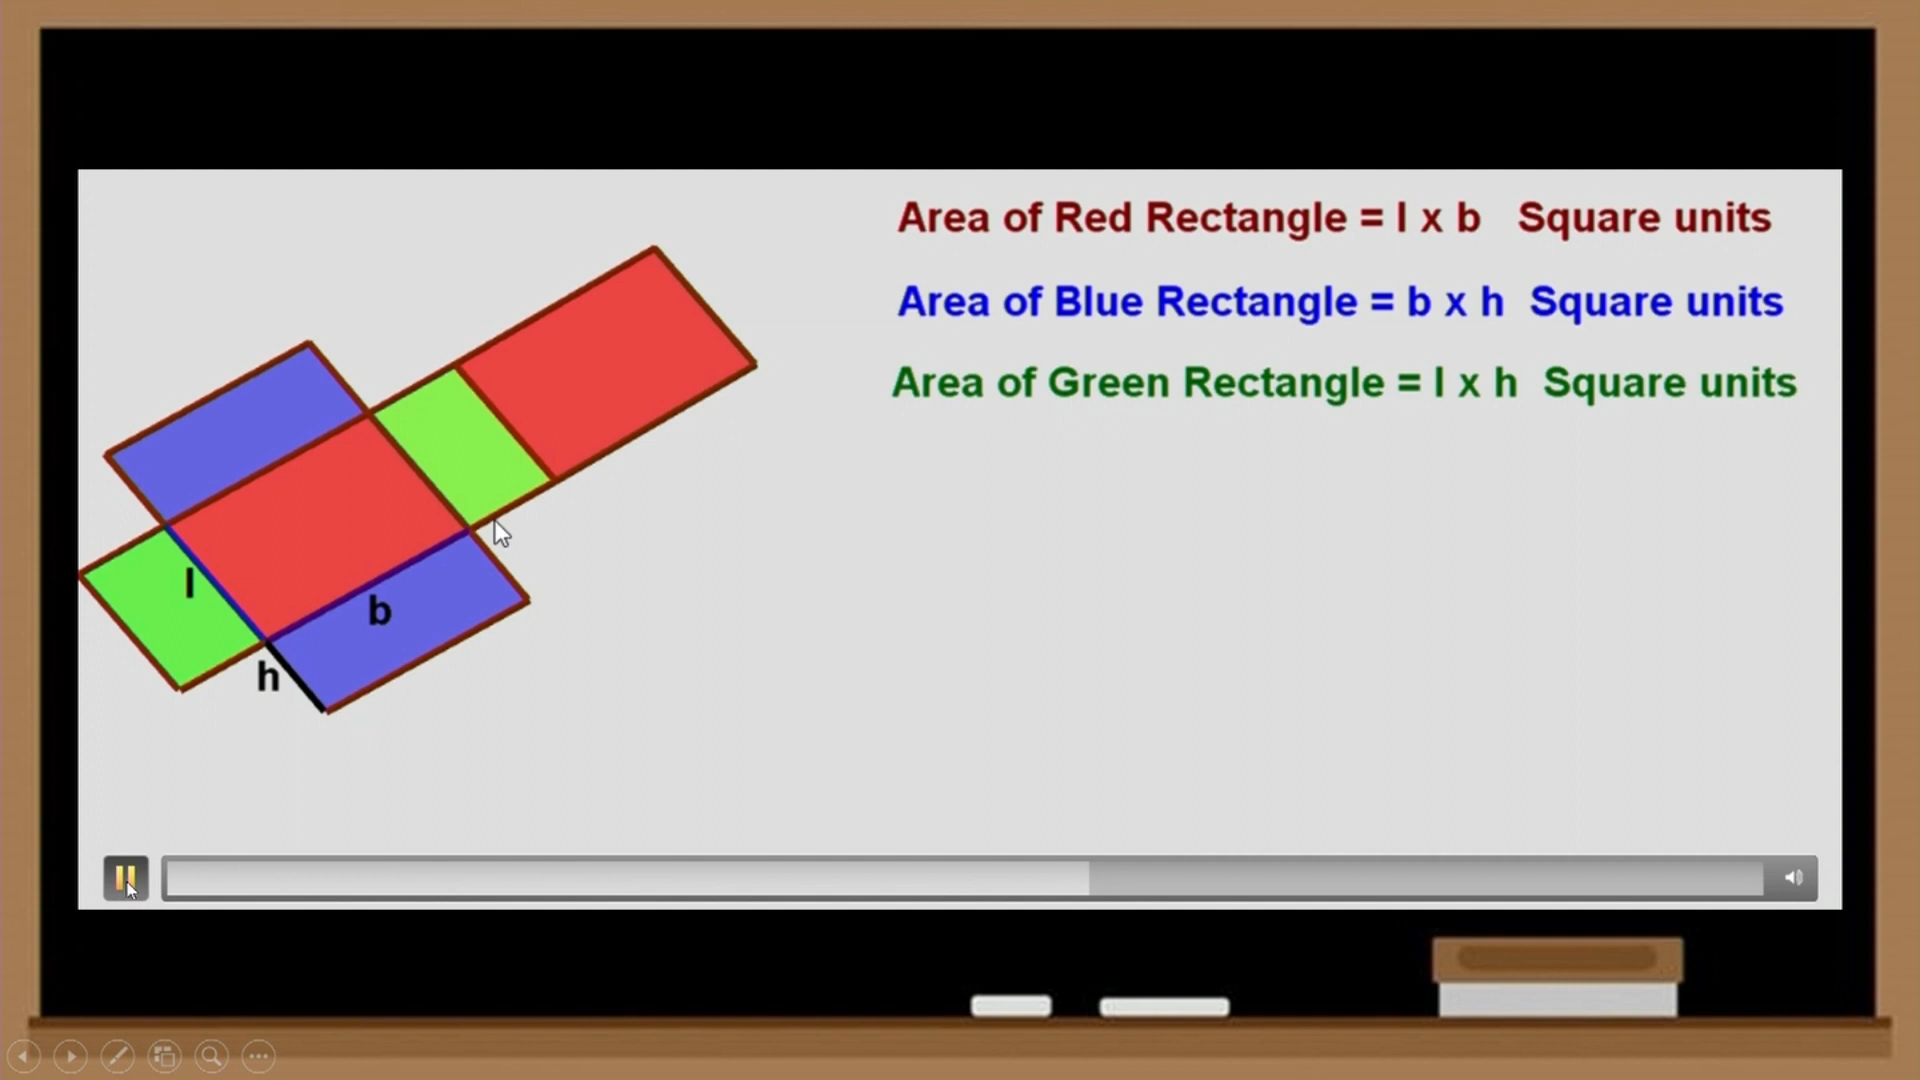 Area of Red Rectangle = l x b Square units
Area of Blue Rectangle = b x h Square units
Area of Green Rectangle = l x h Square units
l
b
h